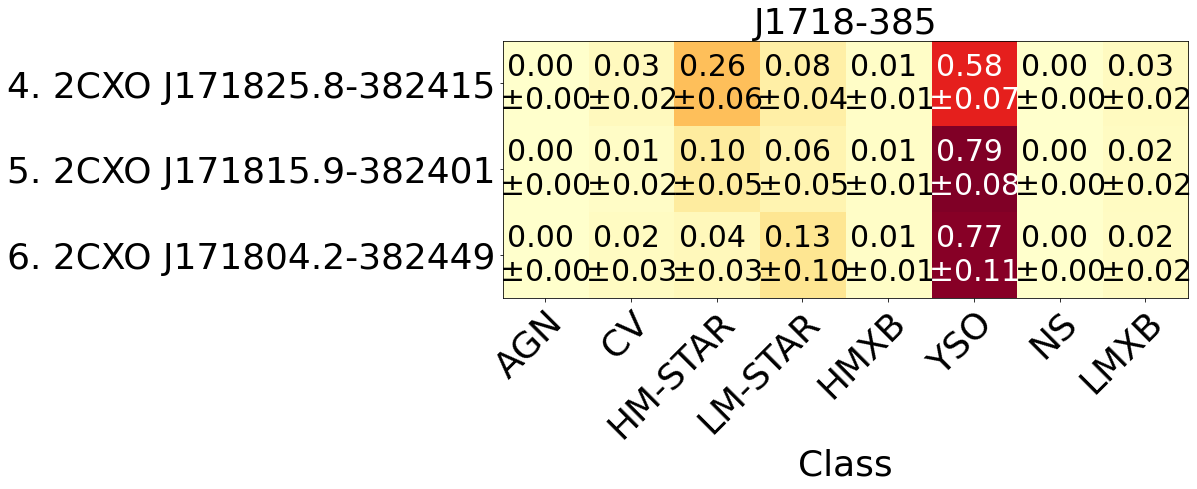 J1718-385
4. 2CXO J171825.8-382415 0.00 0.03 0.26 0.08 0.01 0.58 0.00 0.03
±0.00 ±0.02 ±0.06 ±0.04 ±0.01 ±0.07 ±0.00 ±0.02
5. 2CXO J171815.9-382401 0.00 0.01 0.10 0.06 0.01 0.79 0.00 0.02
±0.00 ±0.02 ±0.05 ±0.05 ±0.01 ±0.08 ±0.00 ±0.02
6. 2CXO J171804.2-382449 0.00 0.02 0.04 0.13 0.01 0.77 0.00 0.02
±0.00 ±0.03 ±0.03 ±0.10 ±0.01 ±0.11 ±0.00 ±0.02
AGN CV HM-STAR LM-STAR HMXB YSO NS LMXB
Class